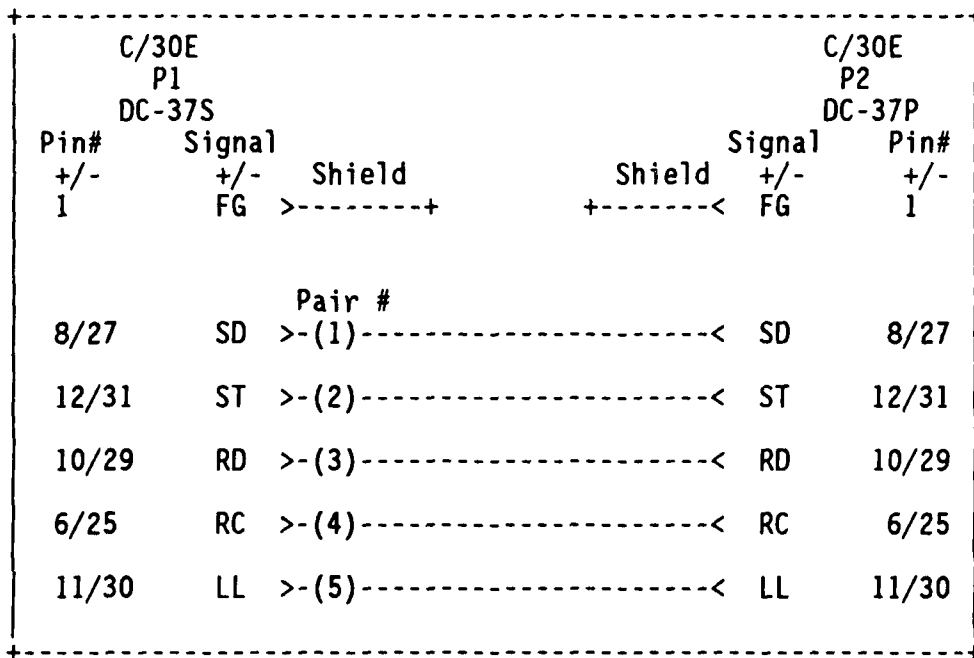 +-----------------------------------------------------------+
C/30E C/30E
P1 P2
DC-37S DC-37P
Pin# Signal Signal Pin#
+/- +/- Shield Shield +/- +/-
1 FG >--------+ +-------< FG 1
Pair #
8/27 SD >-(1)----------------------< SD 8/27
12/31 ST >-(2)----------------------< ST 12/31
10/29 RD >-(3)----------------------< RD 10/29
6/25 RC >-(4)----------------------< RC 6/25
11/30 LL >-(5)----------------------< LL 11/30
+-----------------------------------------------------------+